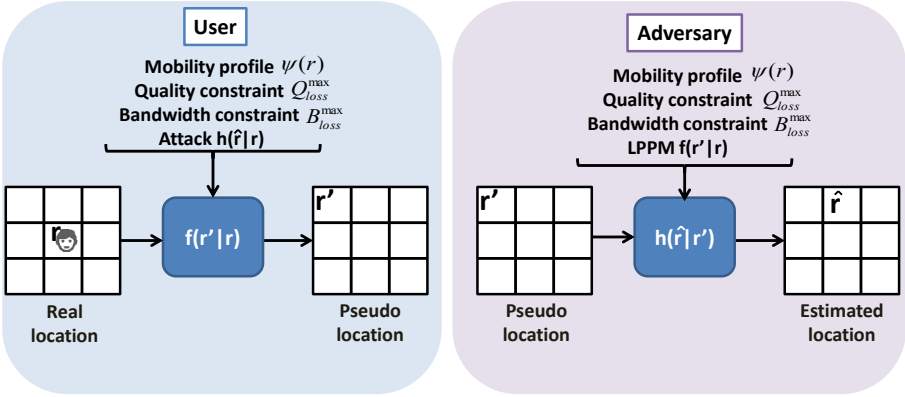 User
Mobility profile ψ(r)
Quality constraint Q_loss^max
Bandwidth constraint B_loss^max
Attack h(r̂|r)
r
f(r'|r)
r'
Real
location
Pseudo
location
Adversary
Mobility profile ψ(r)
Quality constraint Q_loss^max
Bandwidth constraint B_loss^max
LPPM f(r'|r)
r'
h(r̂|r')
r̂
Pseudo
location
Estimated
location